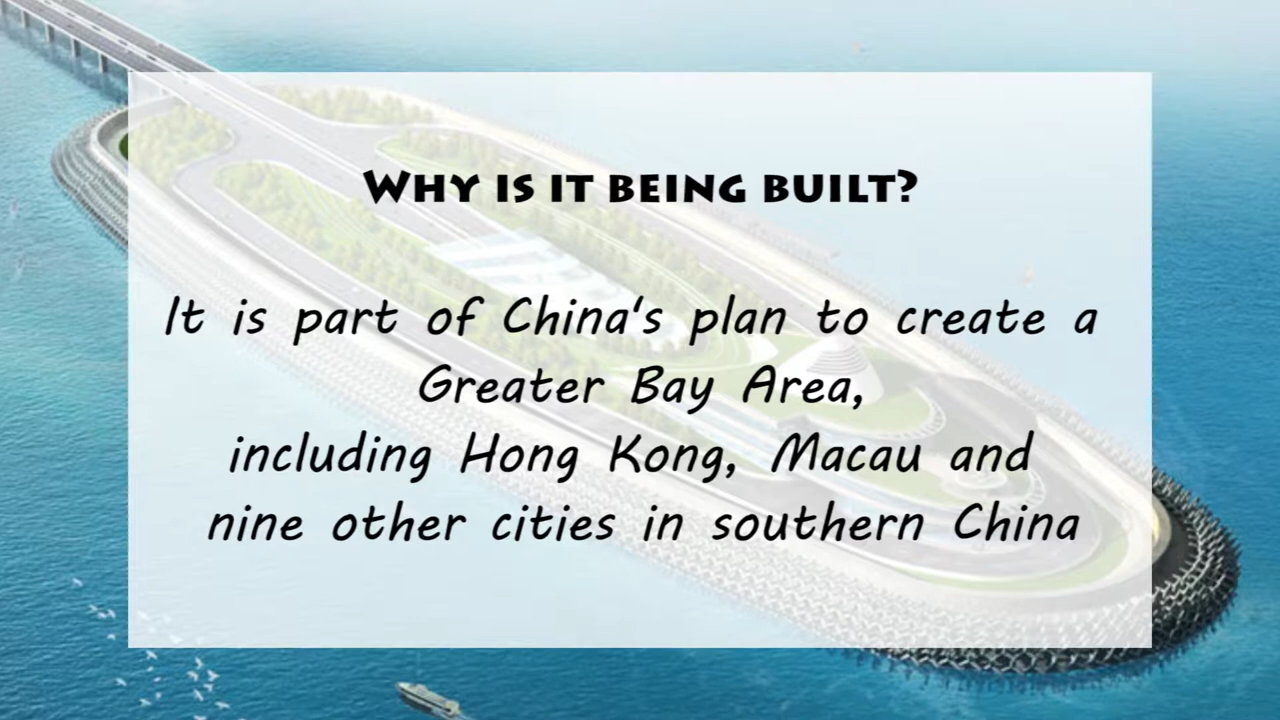 WHY IS IT BEING BUILT?
It is part of China's plan to create a
Greater Bay Area,
including Hong Kong, Macau and
nine other cities in southern China